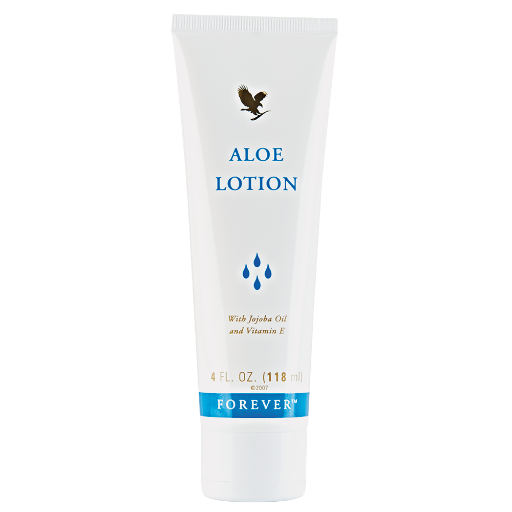 ALOE
LOTION
With Jojoba Oil
and Vitamin E
4 FL. OZ. (118 ml)
©2007
FOREVER™